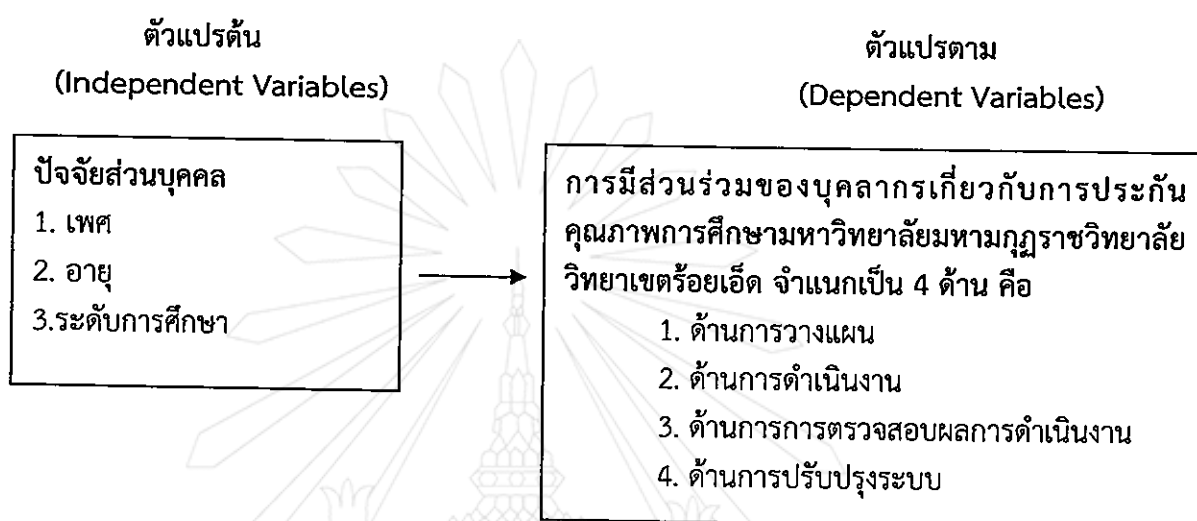 ตัวแปรต้น
(Independent Variables)
ตัวแปรตาม
(Dependent Variables)
ปัจจัยส่วนบุคคล
1. เพศ
2. อายุ
3.ระดับการศึกษา
การมีส่วนร่วมของบุคลากรเกี่ยวกับการประกัน
คุณภาพการศึกษามหาวิทยาลัยมหามกุฏราชวิทยาลัย
วิทยาเขตร้อยเอ็ด จำแนกเป็น 4 ด้าน คือ
1. ด้านการวางแผน
2. ด้านการดำเนินงาน
3. ด้านการการตรวจสอบผลการดำเนินงาน
4. ด้านการปรับปรุงระบบ